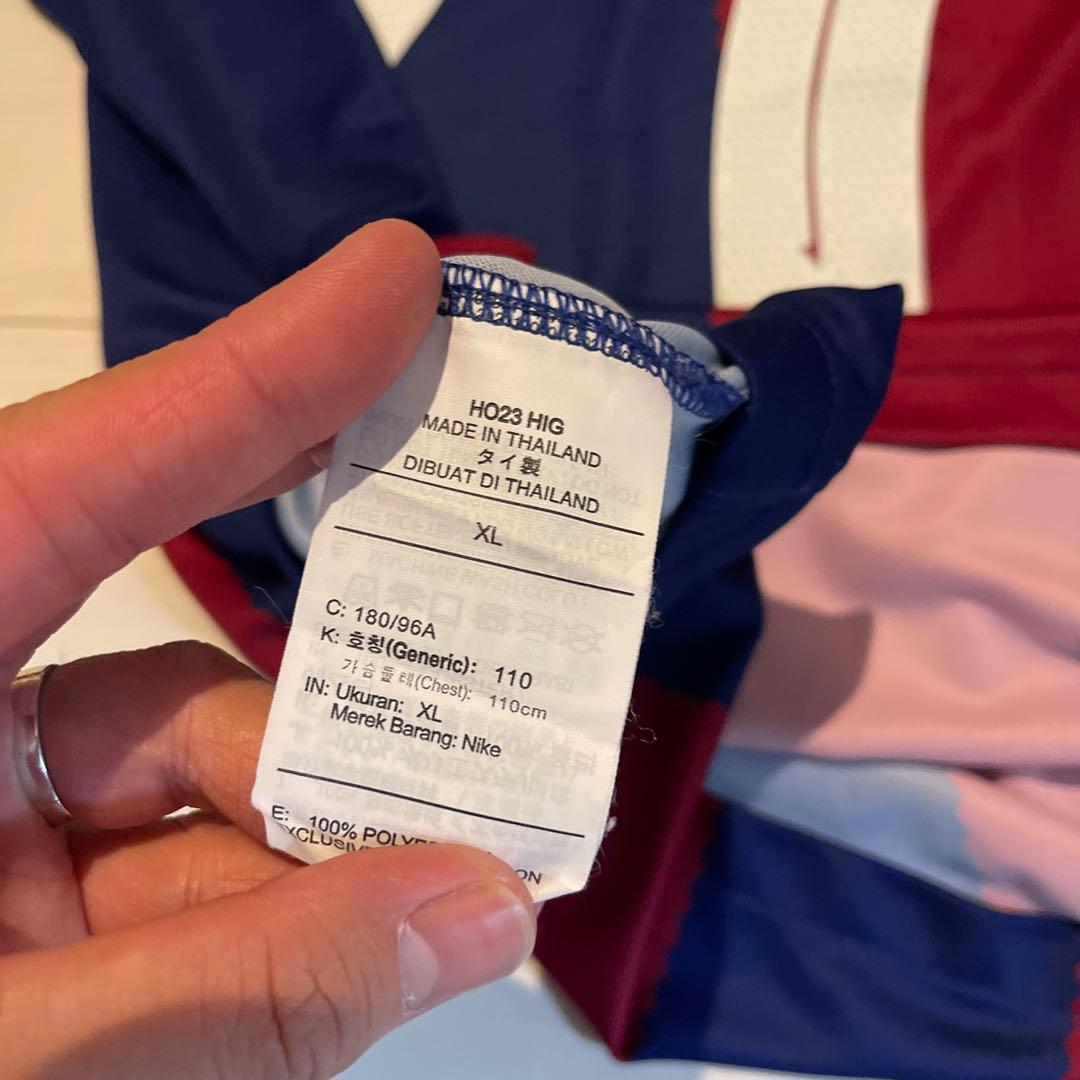 HO23 HIG
MADE IN THAILAND
タイ製
DIBUAT DI THAILAND
XL
C: 180/96A
K: 호칭(Generic): 110
가슴둘레(Chest): 110cm
IN: Ukuran: XL
Merek Barang: Nike
E: 100%